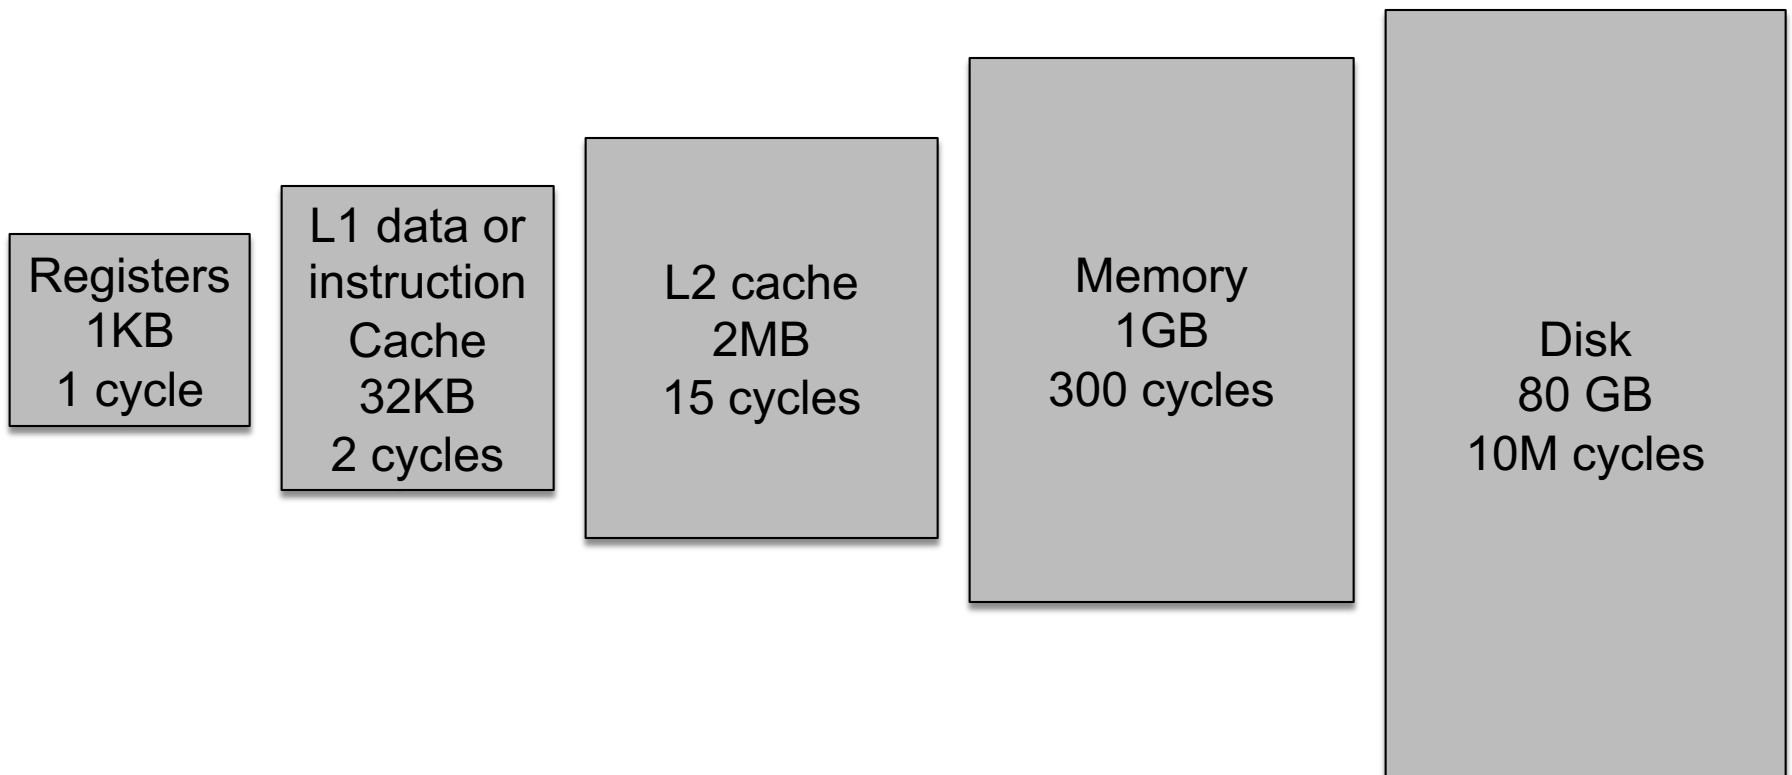 Registers
1KB
1 cycle
L1 data or
instruction
Cache
32KB
2 cycles
L2 cache
2MB
15 cycles
Memory
1GB
300 cycles
Disk
80 GB
10M cycles